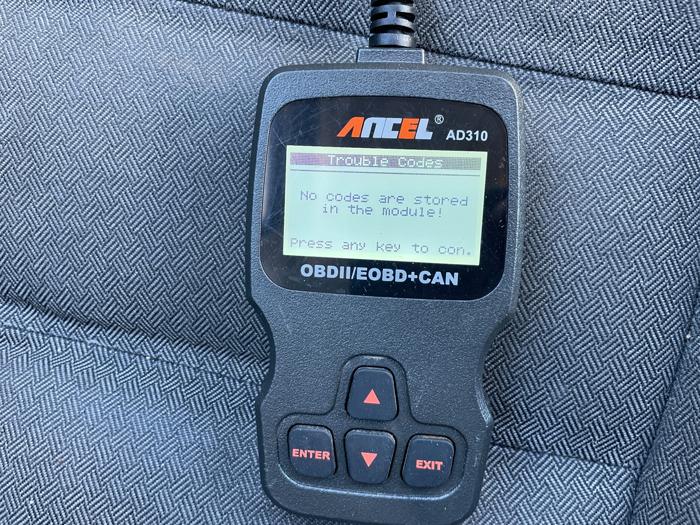 ANCEL® AD310
Trouble Codes
No codes are stored
in the module!
Press any key to con.
OBDII/EOBD+CAN
ENTER
EXIT